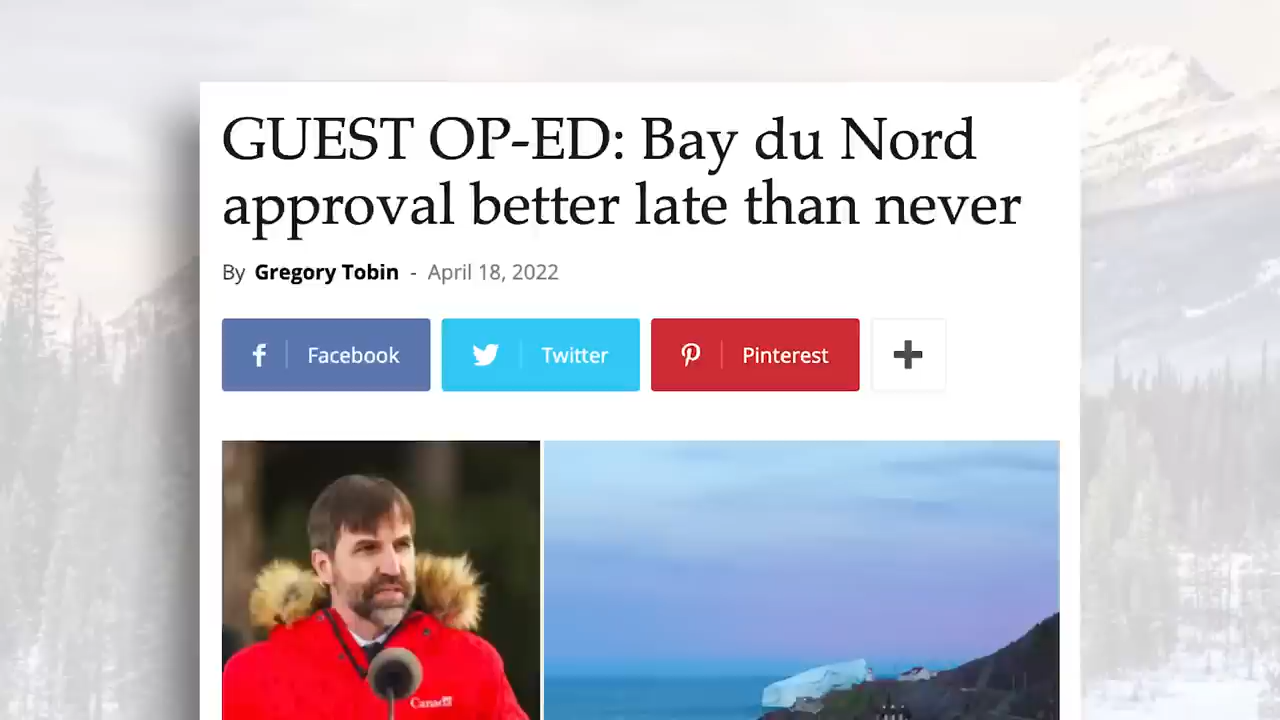 GUEST OP-ED: Bay du Nord
approval better late than never
By Gregory Tobin - April 18, 2022
Facebook
Twitter
Pinterest
Canada